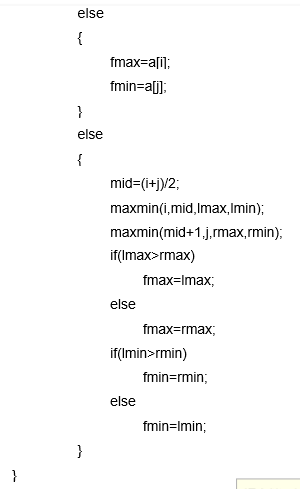 else
{
fmax=a[i];
fmin=a[j];
}
else
{
mid=(i+j)/2;
maxmin(i,mid,lmax,lmin);
maxmin(mid+1,j,rmax,rmin);
if(lmax>rmax)
fmax=lmax;
else
fmax=rmax;
if(lmin>rmin)
fmin=rmin;
else
fmin=lmin;
}
}